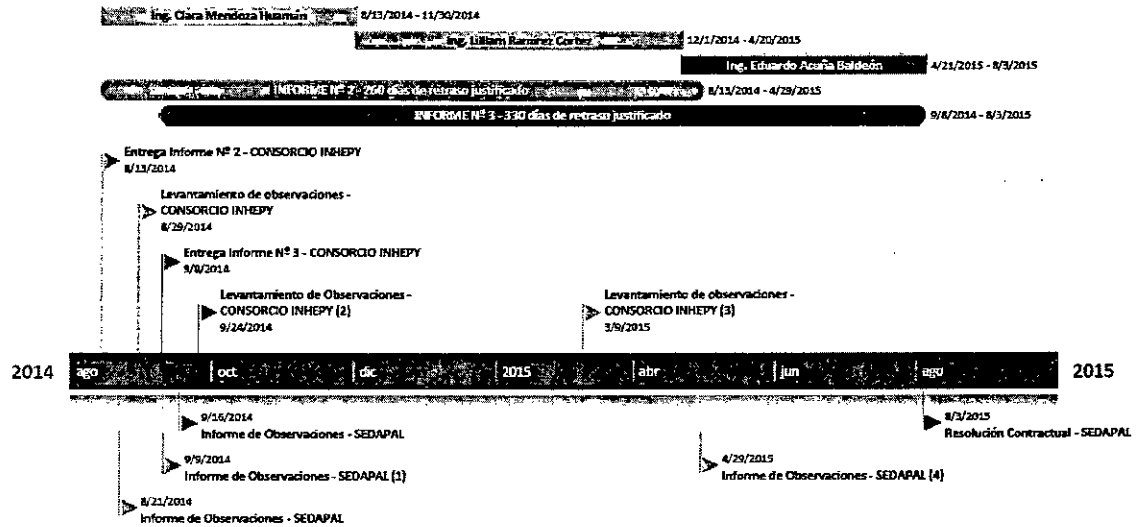 Ing. Clara Mendoza Huamán 8/13/2014 - 11/30/2014
Ing. Lilliam Ramírez Cortez 12/1/2014 - 4/20/2015
Ing. Eduardo Acuña Baldeón 4/21/2015 - 8/3/2015
INFORME Nº 2 - 260 días de retraso justificado 8/13/2014 - 4/29/2015
INFORME Nº 3 - 330 días de retraso justificado 9/8/2014 - 8/3/2015
Entrega Informe Nº 2 - CONSORCIO INHEPY
8/13/2014
Levantamiento de observaciones -
CONSORCIO INHEPY
8/29/2014
Entrega Informe Nº 3 - CONSORCIO INHEPY
9/8/2014
Levantamiento de Observaciones -
CONSORCIO INHEPY (2)
9/24/2014
Levantamiento de observaciones -
CONSORCIO INHEPY (3)
3/9/2015
2014 ago oct dic 2015 abr jun ago 2015
9/16/2014
Informe de Observaciones - SEDAPAL
8/3/2015
Resolución Contractual - SEDAPAL
9/9/2014
Informe de Observaciones - SEDAPAL (1)
4/29/2015
Informe de Observaciones - SEDAPAL (4)
8/21/2014
Informe de Observaciones - SEDAPAL